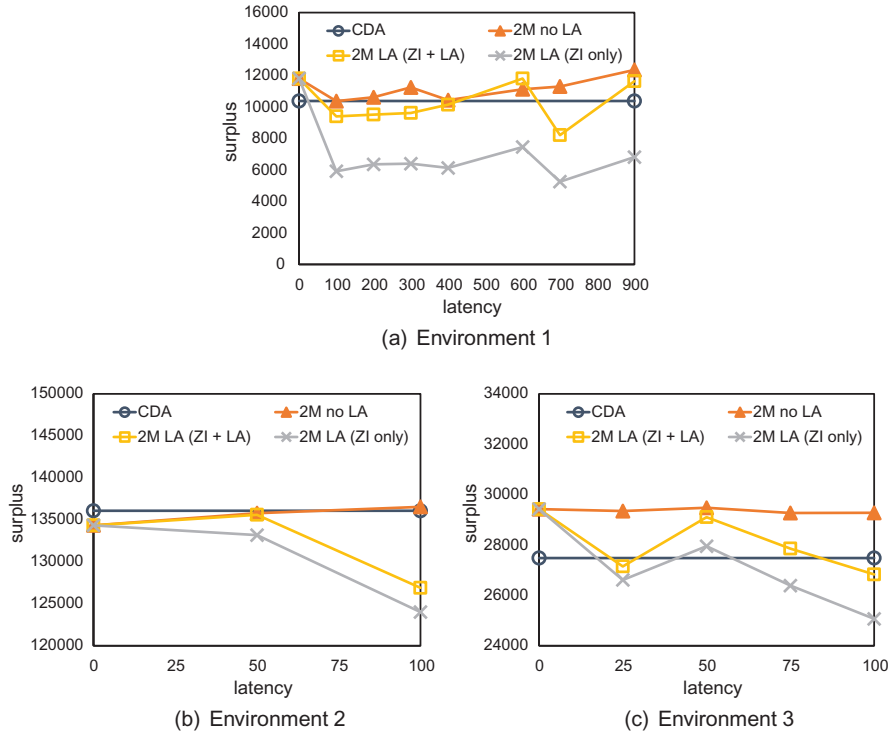 16000
14000
12000
10000
8000
6000
4000
2000
0
surplus
CDA
2M no LA
2M LA (ZI + LA)
2M LA (ZI only)
0 100 200 300 400 500 600 700 800 900
latency
(a) Environment 1
150000
145000
140000
135000
130000
125000
120000
surplus
CDA
2M no LA
2M LA (ZI + LA)
2M LA (ZI only)
0 25 50 75 100
latency
(b) Environment 2
34000
32000
30000
28000
26000
24000
surplus
CDA
2M no LA
2M LA (ZI + LA)
2M LA (ZI only)
0 25 50 75 100
latency
(c) Environment 3